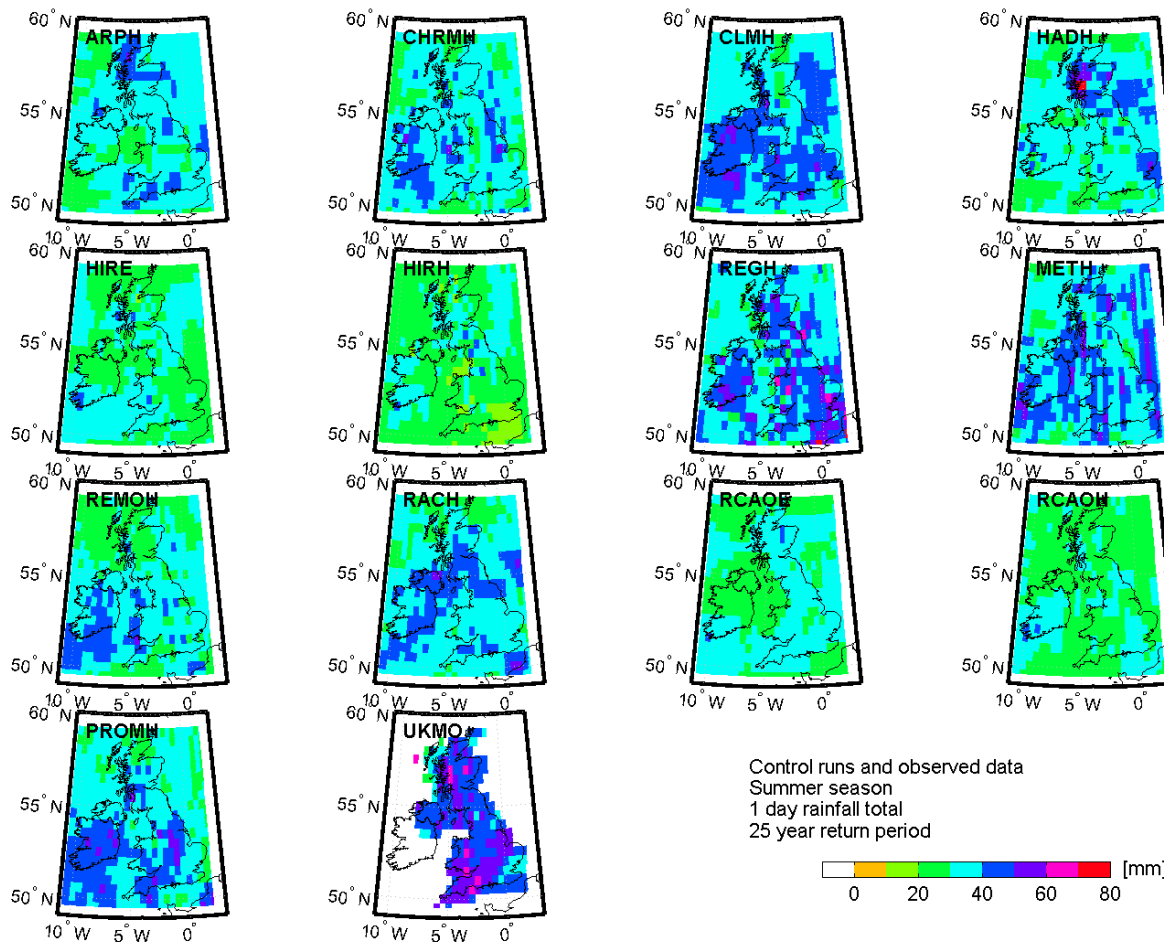 60° N
ARPH
55° N
50° N
10° W 5° W 0°
60° N
CHRMH
55° N
50° N
10° W 5° W 0°
60° N
CLMH
55° N
50° N
10° W 5° W 0°
60° N
HADH
55° N
50° N
10° W 5° W 0°
60° N
HIRE
55° N
50° N
10° W 5° W 0°
60° N
HIRH
55° N
50° N
10° W 5° W 0°
60° N
REGH
55° N
50° N
10° W 5° W 0°
60° N
METH
55° N
50° N
10° W 5° W 0°
60° N
REMOH
55° N
50° N
10° W 5° W 0°
60° N
RACH
55° N
50° N
10° W 5° W 0°
60° N
RCAOE
55° N
50° N
10° W 5° W 0°
60° N
RCAOH
55° N
50° N
10° W 5° W 0°
60° N
PROMH
55° N
50° N
10° W 5° W 0°
60° N
UKMO
55° N
50° N
10° W 5° W 0°
Control runs and observed data
Summer season
1 day rainfall total
25 year return period
[mm]
0 20 40 60 80